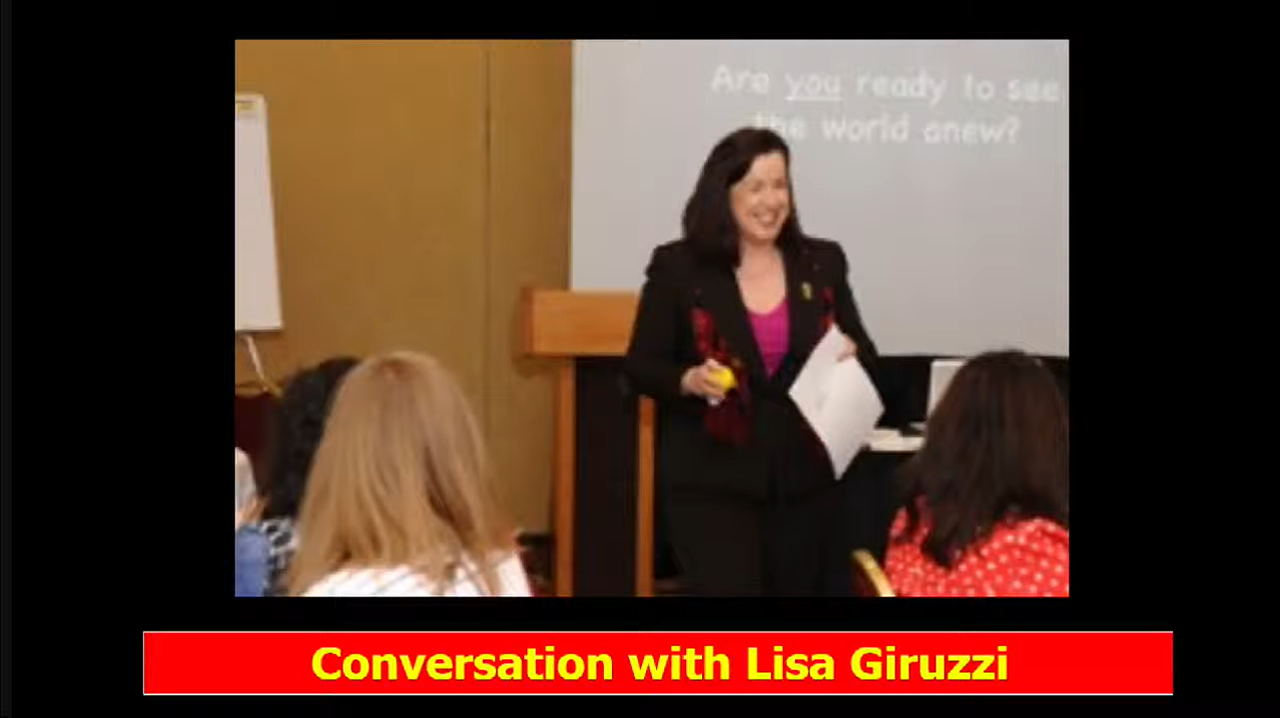 Are you ready to see
the world anew?
Conversation with Lisa Giruzzi